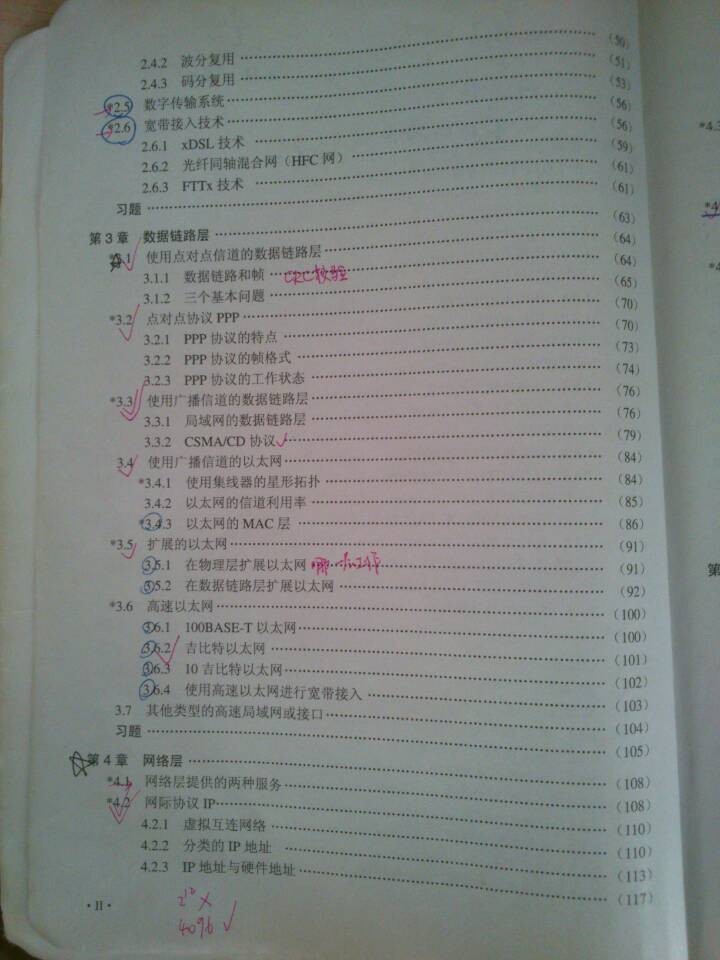 2.4.2 波分复用 (50)
2.4.3 码分复用 (51)
*2.5 数字传输系统 (53)
*2.6 宽带接入技术 (56)
2.6.1 xDSL 技术 (56)
2.6.2 光纤同轴混合网（HFC 网） (59)
2.6.3 FTTx 技术 (61)
习题 (61)
第 3 章 数据链路层 (63)
*3.1 使用点对点信道的数据链路层 (64)
3.1.1 数据链路和帧 CRC校验 (64)
3.1.2 三个基本问题 (65)
*3.2 点对点协议 PPP (70)
3.2.1 PPP 协议的特点 (70)
3.2.2 PPP 协议的帧格式 (73)
3.2.3 PPP 协议的工作状态 (74)
*3.3 使用广播信道的数据链路层 (76)
3.3.1 局域网的数据链路层 (76)
3.3.2 CSMA/CD 协议 (79)
3.4 使用广播信道的以太网 (84)
*3.4.1 使用集线器的星形拓扑 (84)
3.4.2 以太网的信道利用率 (85)
*3.4.3 以太网的 MAC 层 (86)
*3.5 扩展的以太网 (91)
3.5.1 在物理层扩展以太网 (91)
3.5.2 在数据链路层扩展以太网 (92)
*3.6 高速以太网 (100)
3.6.1 100BASE-T 以太网 (100)
3.6.2 吉比特以太网 (101)
3.6.3 10 吉比特以太网 (102)
3.6.4 使用高速以太网进行宽带接入 (103)
3.7 其他类型的高速局域网或接口 (104)
习题 (105)
第 4 章 网络层 (108)
*4.1 网络层提供的两种服务 (108)
*4.2 网际协议 IP (110)
4.2.1 虚拟互连网络 (110)
4.2.2 分类的 IP 地址 (113)
4.2.3 IP 地址与硬件地址 (117)
· II ·
2¹⁰ ×
4096 √
*4.3
*4
*4
第